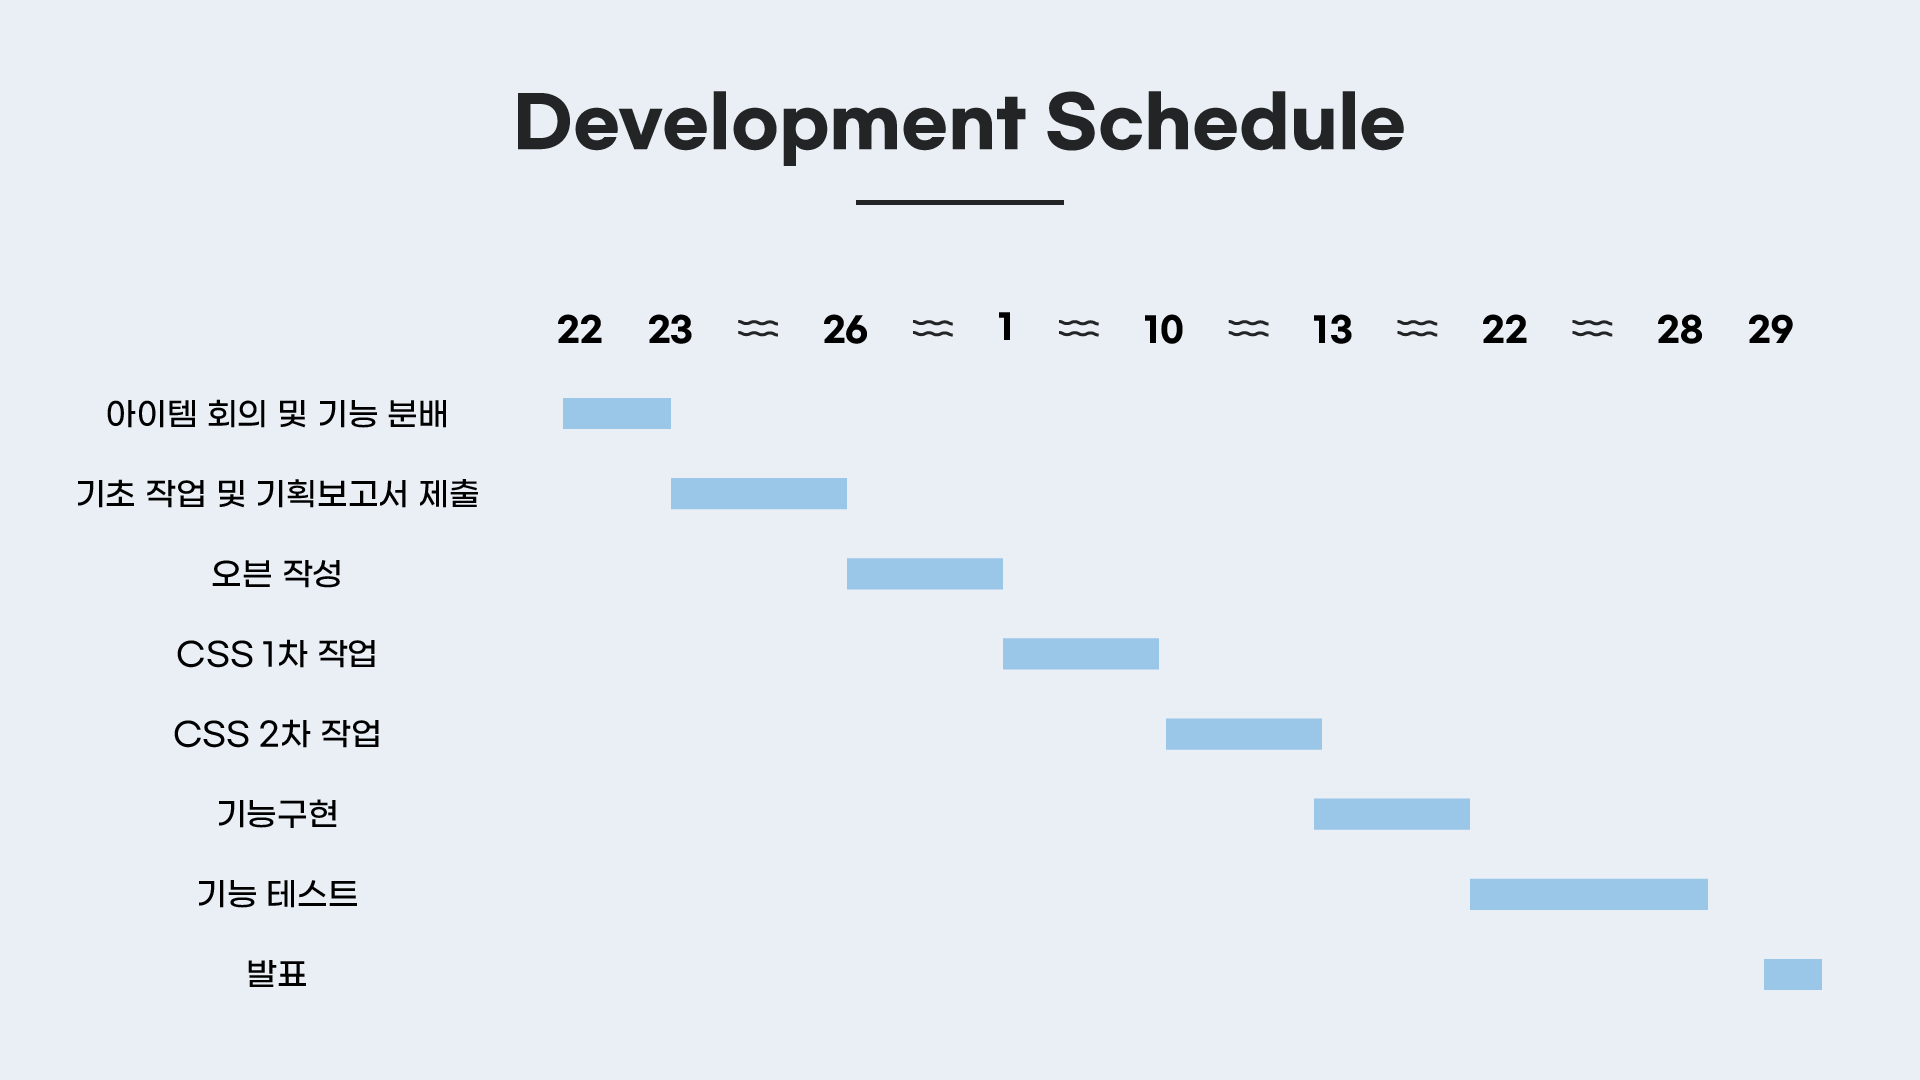 Development Schedule
22 23 ≈ 26 ≈ 1 ≈ 10 ≈ 13 ≈ 22 ≈ 28 29
아이템 회의 및 기능 분배
기초 작업 및 기획보고서 제출
오븐 작성
CSS 1차 작업
CSS 2차 작업
기능구현
기능 테스트
발표